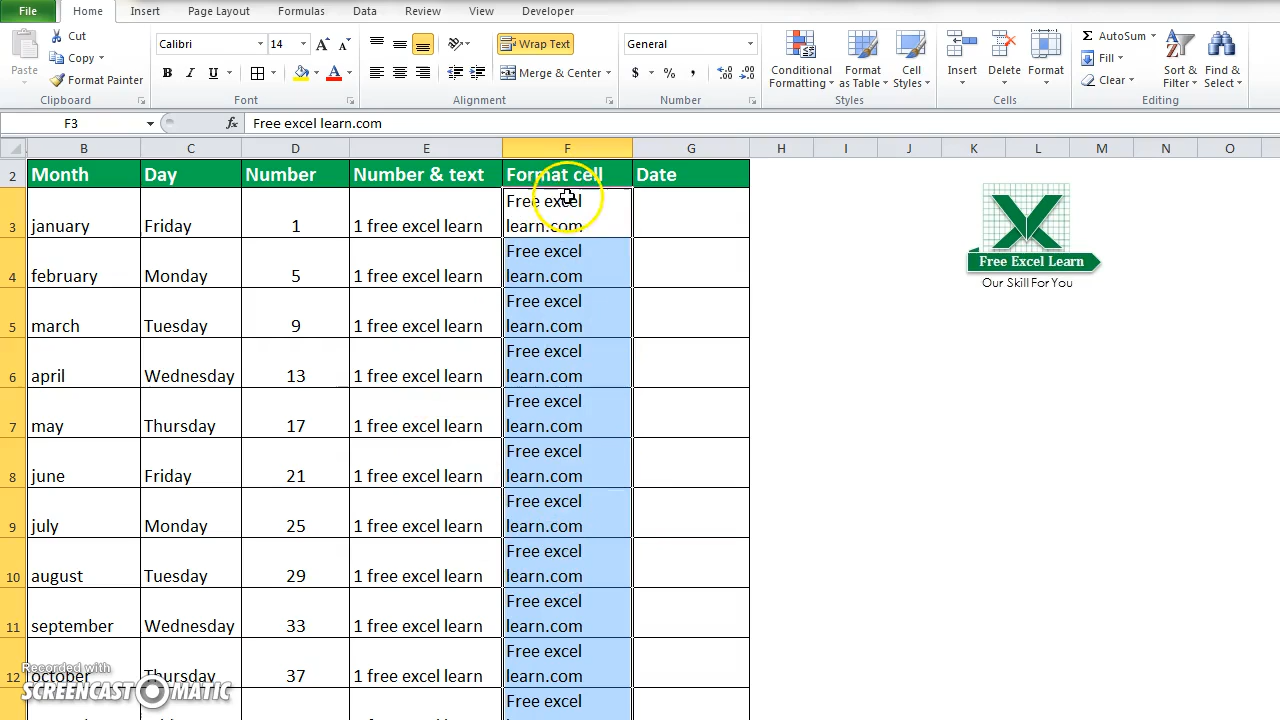 File Home Insert Page Layout Formulas Data Review View Developer
Cut Calibri 14 A A Wrap Text General AutoSum
Copy Fill
Paste Format Painter B I U A Merge & Center $ % , Conditional Formatting Format as Table Cell Styles Insert Delete Format Clear Sort & Filter Find & Select
Clipboard Font Alignment Number Styles Cells Editing
F3 fx Free excel learn.com
B C D E F G H I J K L M N O
2 Month Day Number Number & text Format cell Date
3 january Friday 1 1 free excel learn Free excel learn.com
4 february Monday 5 1 free excel learn Free excel learn.com
5 march Tuesday 9 1 free excel learn Free excel learn.com
6 april Wednesday 13 1 free excel learn Free excel learn.com
7 may Thursday 17 1 free excel learn Free excel learn.com
8 june Friday 21 1 free excel learn Free excel learn.com
9 july Monday 25 1 free excel learn Free excel learn.com
10 august Tuesday 29 1 free excel learn Free excel learn.com
11 september Wednesday 33 1 free excel learn Free excel learn.com
12 october Thursday 37 1 free excel learn Free excel learn.com
Free excel
Free Excel Learn
Our Skill For You
Recorded with
SCREENCAST MATIC